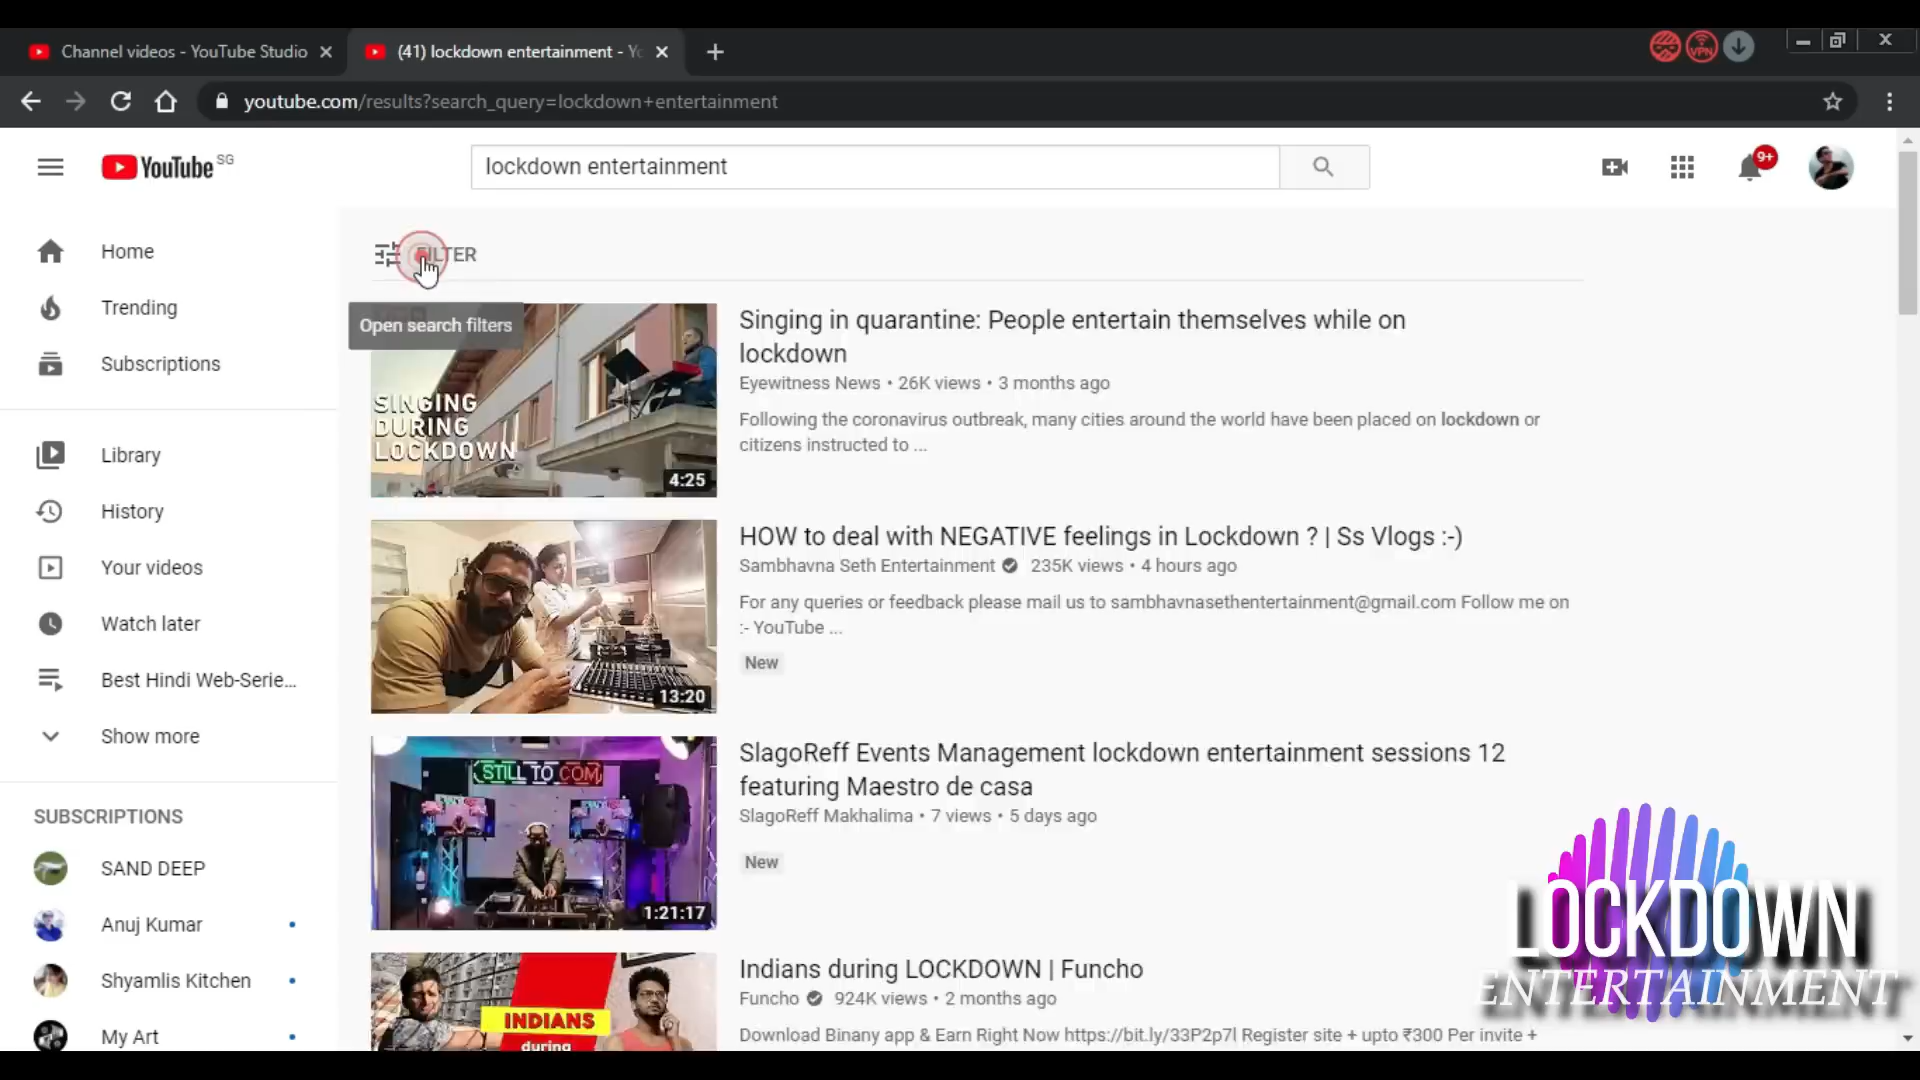 Channel videos - YouTube Studio
(41) lockdown entertainment - Yo
VPN
youtube.com/results?search_query=lockdown+entertainment
YouTube SG
lockdown entertainment
9+
Home
Trending
Subscriptions
Library
History
Your videos
Watch later
Best Hindi Web-Serie...
Show more
SUBSCRIPTIONS
SAND DEEP
Anuj Kumar
Shyamlis Kitchen
My Art
FILTER
Open search filters
SINGING
DURING
LOCKDOWN
4:25
Singing in quarantine: People entertain themselves while on
lockdown
Eyewitness News • 26K views • 3 months ago
Following the coronavirus outbreak, many cities around the world have been placed on lockdown or
citizens instructed to ...
13:20
HOW to deal with NEGATIVE feelings in Lockdown ? | Ss Vlogs :-)
Sambhavna Seth Entertainment 235K views • 4 hours ago
For any queries or feedback please mail us to sambhavnasethentertainment@gmail.com Follow me on
:- YouTube ...
New
STILL TO COM
1:21:17
SlagoReff Events Management lockdown entertainment sessions 12
featuring Maestro de casa
SlagoReff Makhalima • 7 views • 5 days ago
New
INDIANS
during
Indians during LOCKDOWN | Funcho
Funcho 924K views • 2 months ago
Download Binany app & Earn Right Now https://bit.ly/33P2p7l Register site + upto ₹300 Per invite +
LOCKDOWN
ENTERTAINMENT